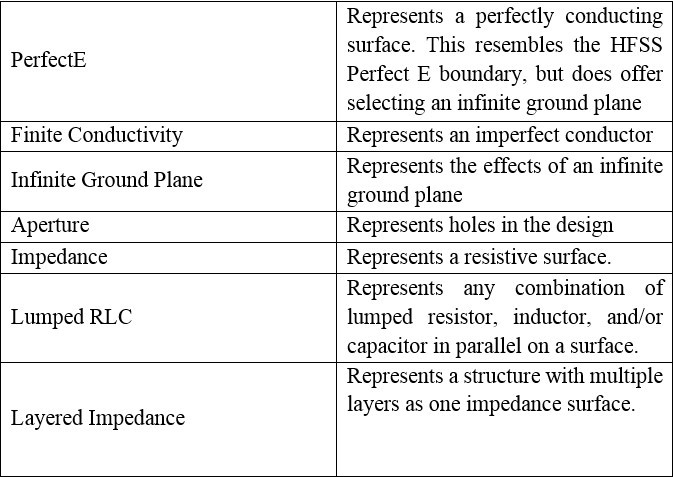 PerfectE
Represents a perfectly conducting
surface. This resembles the HFSS
Perfect E boundary, but does offer
selecting an infinite ground plane
Finite Conductivity
Represents an imperfect conductor
Infinite Ground Plane
Represents the effects of an infinite
ground plane
Aperture
Represents holes in the design
Impedance
Represents a resistive surface.
Lumped RLC
Represents any combination of
lumped resistor, inductor, and/or
capacitor in parallel on a surface.
Layered Impedance
Represents a structure with multiple
layers as one impedance surface.